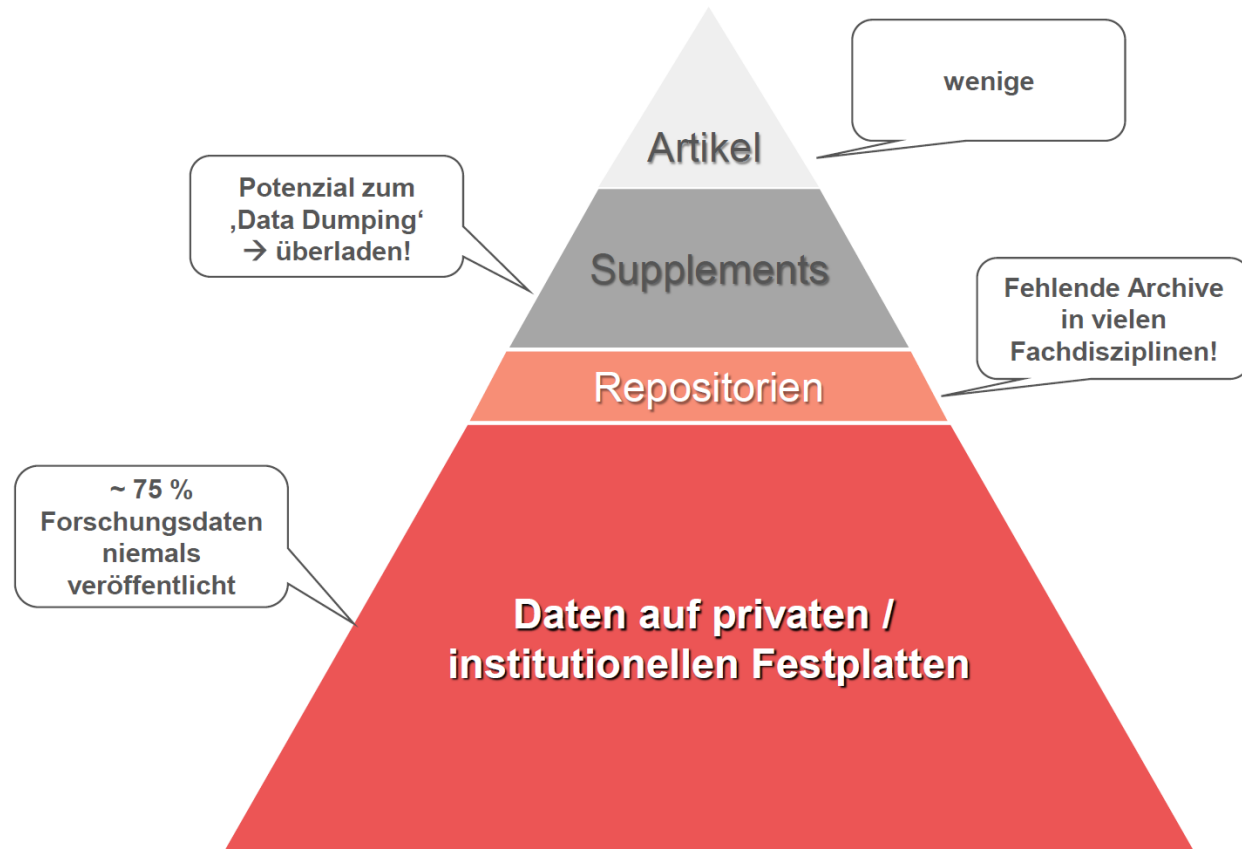 wenige
Artikel
Potenzial zum
‚Data Dumping‘
→ überladen!
Supplements
Fehlende Archive
in vielen
Fachdisziplinen!
Repositorien
~ 75 %
Forschungsdaten
niemals
veröffentlicht
Daten auf privaten /
institutionellen Festplatten